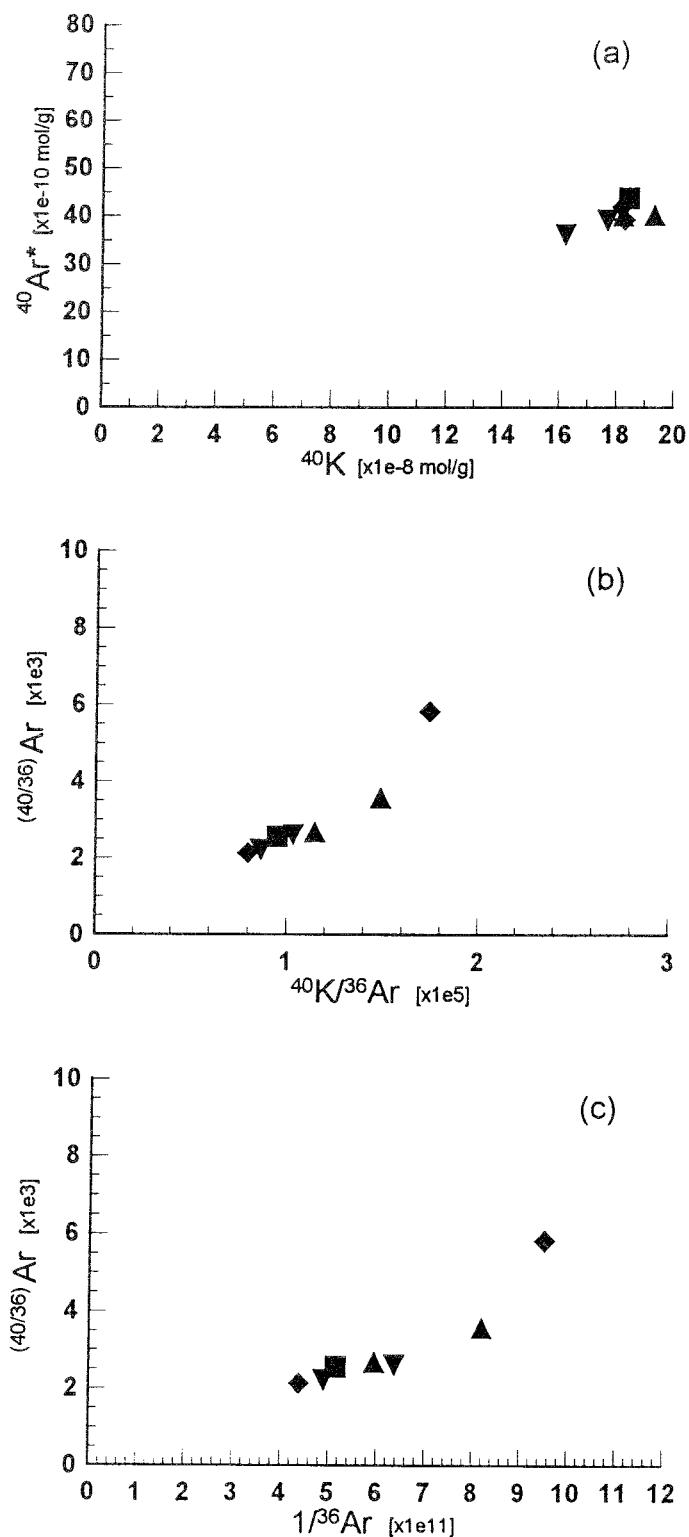 (a)
80
70
60
50
40
30
20
10
0
⁴⁰Ar* [x1e-10 mol/g]
0 2 4 6 8 10 12 14 16 18 20
⁴⁰K [x1e-8 mol/g]
(b)
10
8
6
4
2
0
(40/36)Ar [x1e3]
0 1 2 3
⁴⁰K/³⁶Ar [x1e5]
(c)
10
8
6
4
2
0
(40/36)Ar [x1e3]
0 1 2 3 4 5 6 7 8 9 10 11 12
1/³⁶Ar [x1e11]